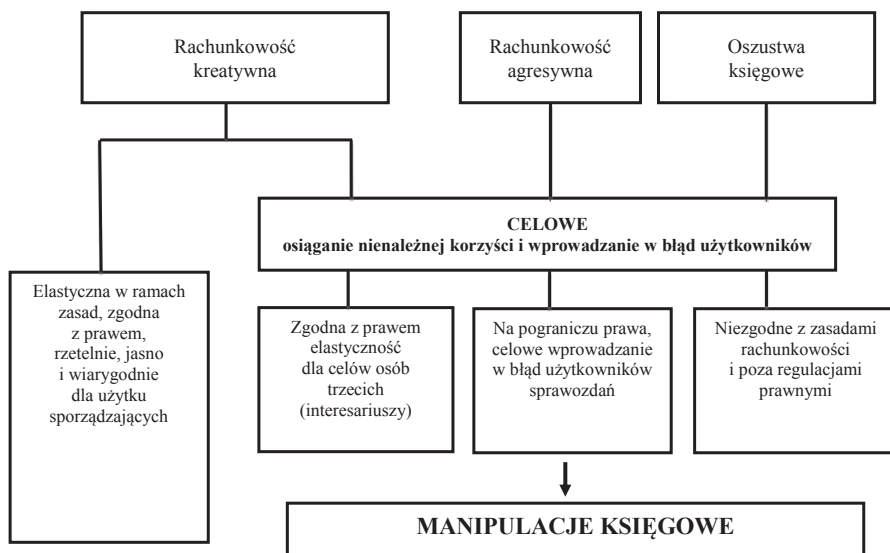 Rachunkowość
kreatywna
Rachunkowość
agresywna
Oszustwa
księgowe
CELOWE
osiąganie nienależnej korzyści i wprowadzanie w błąd użytkowników
Elastyczna w ramach
zasad, zgodna
z prawem,
rzetelnie, jasno
i wiarygodnie
dla użytku
sporządzających
Zgodna z prawem
elastyczność
dla celów osób
trzecich
(interesariuszy)
Na pograniczu prawa,
celowe wprowadzanie
w błąd użytkowników
sprawozdań
Niezgodne z zasadami
rachunkowości
i poza regulacjami
prawnymi
MANIPULACJE KSIĘGOWE